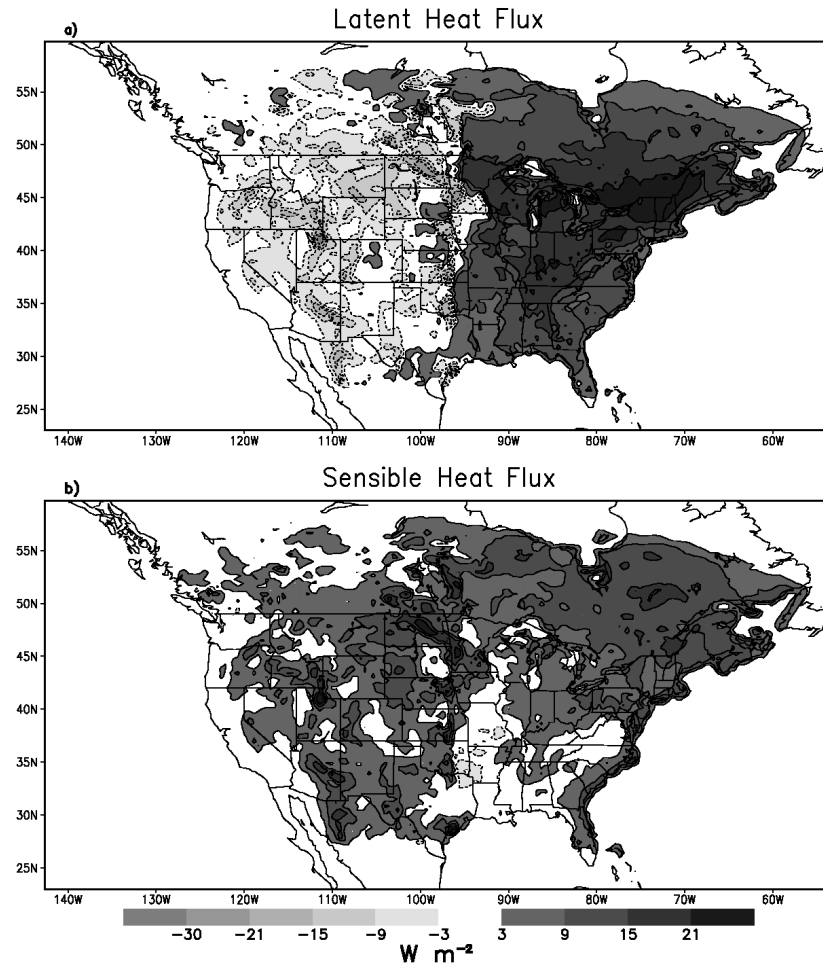 Latent Heat Flux
a)
55N
50N
45N
40N
35N
30N
25N
140W 130W 120W 110W 100W 90W 80W 70W 60W
Sensible Heat Flux
b)
55N
50N
45N
40N
35N
30N
25N
140W 130W 120W 110W 100W 90W 80W 70W 60W
-30 -21 -15 -9 -3 3 9 15 21
W m⁻²